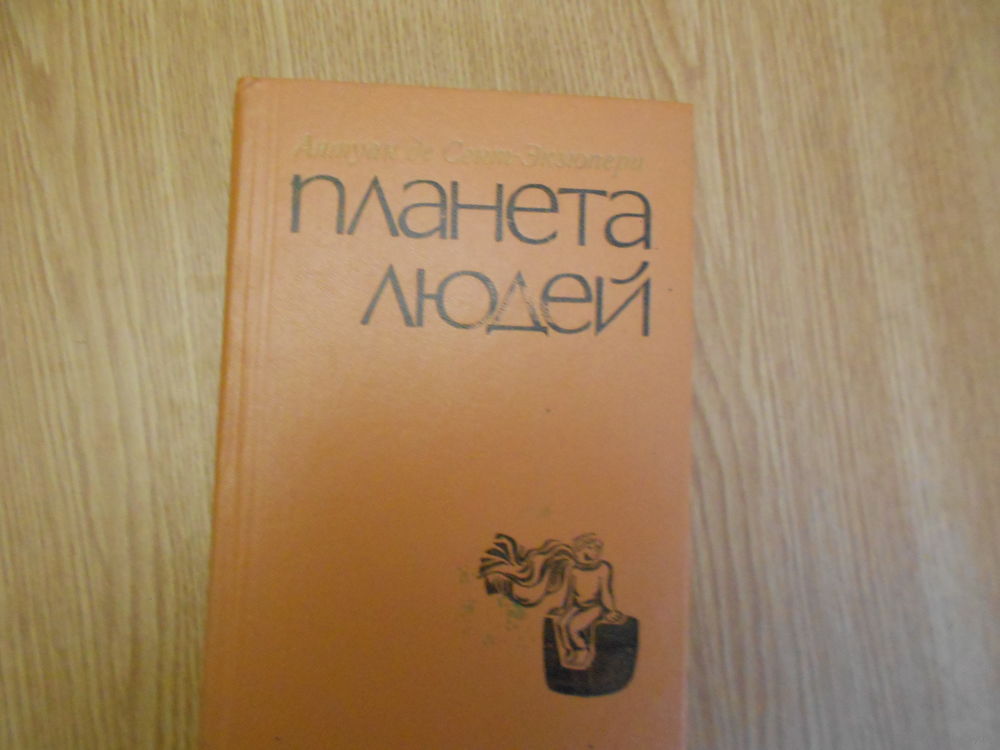 Антуан де Сент-Экзюпери
планета
людей